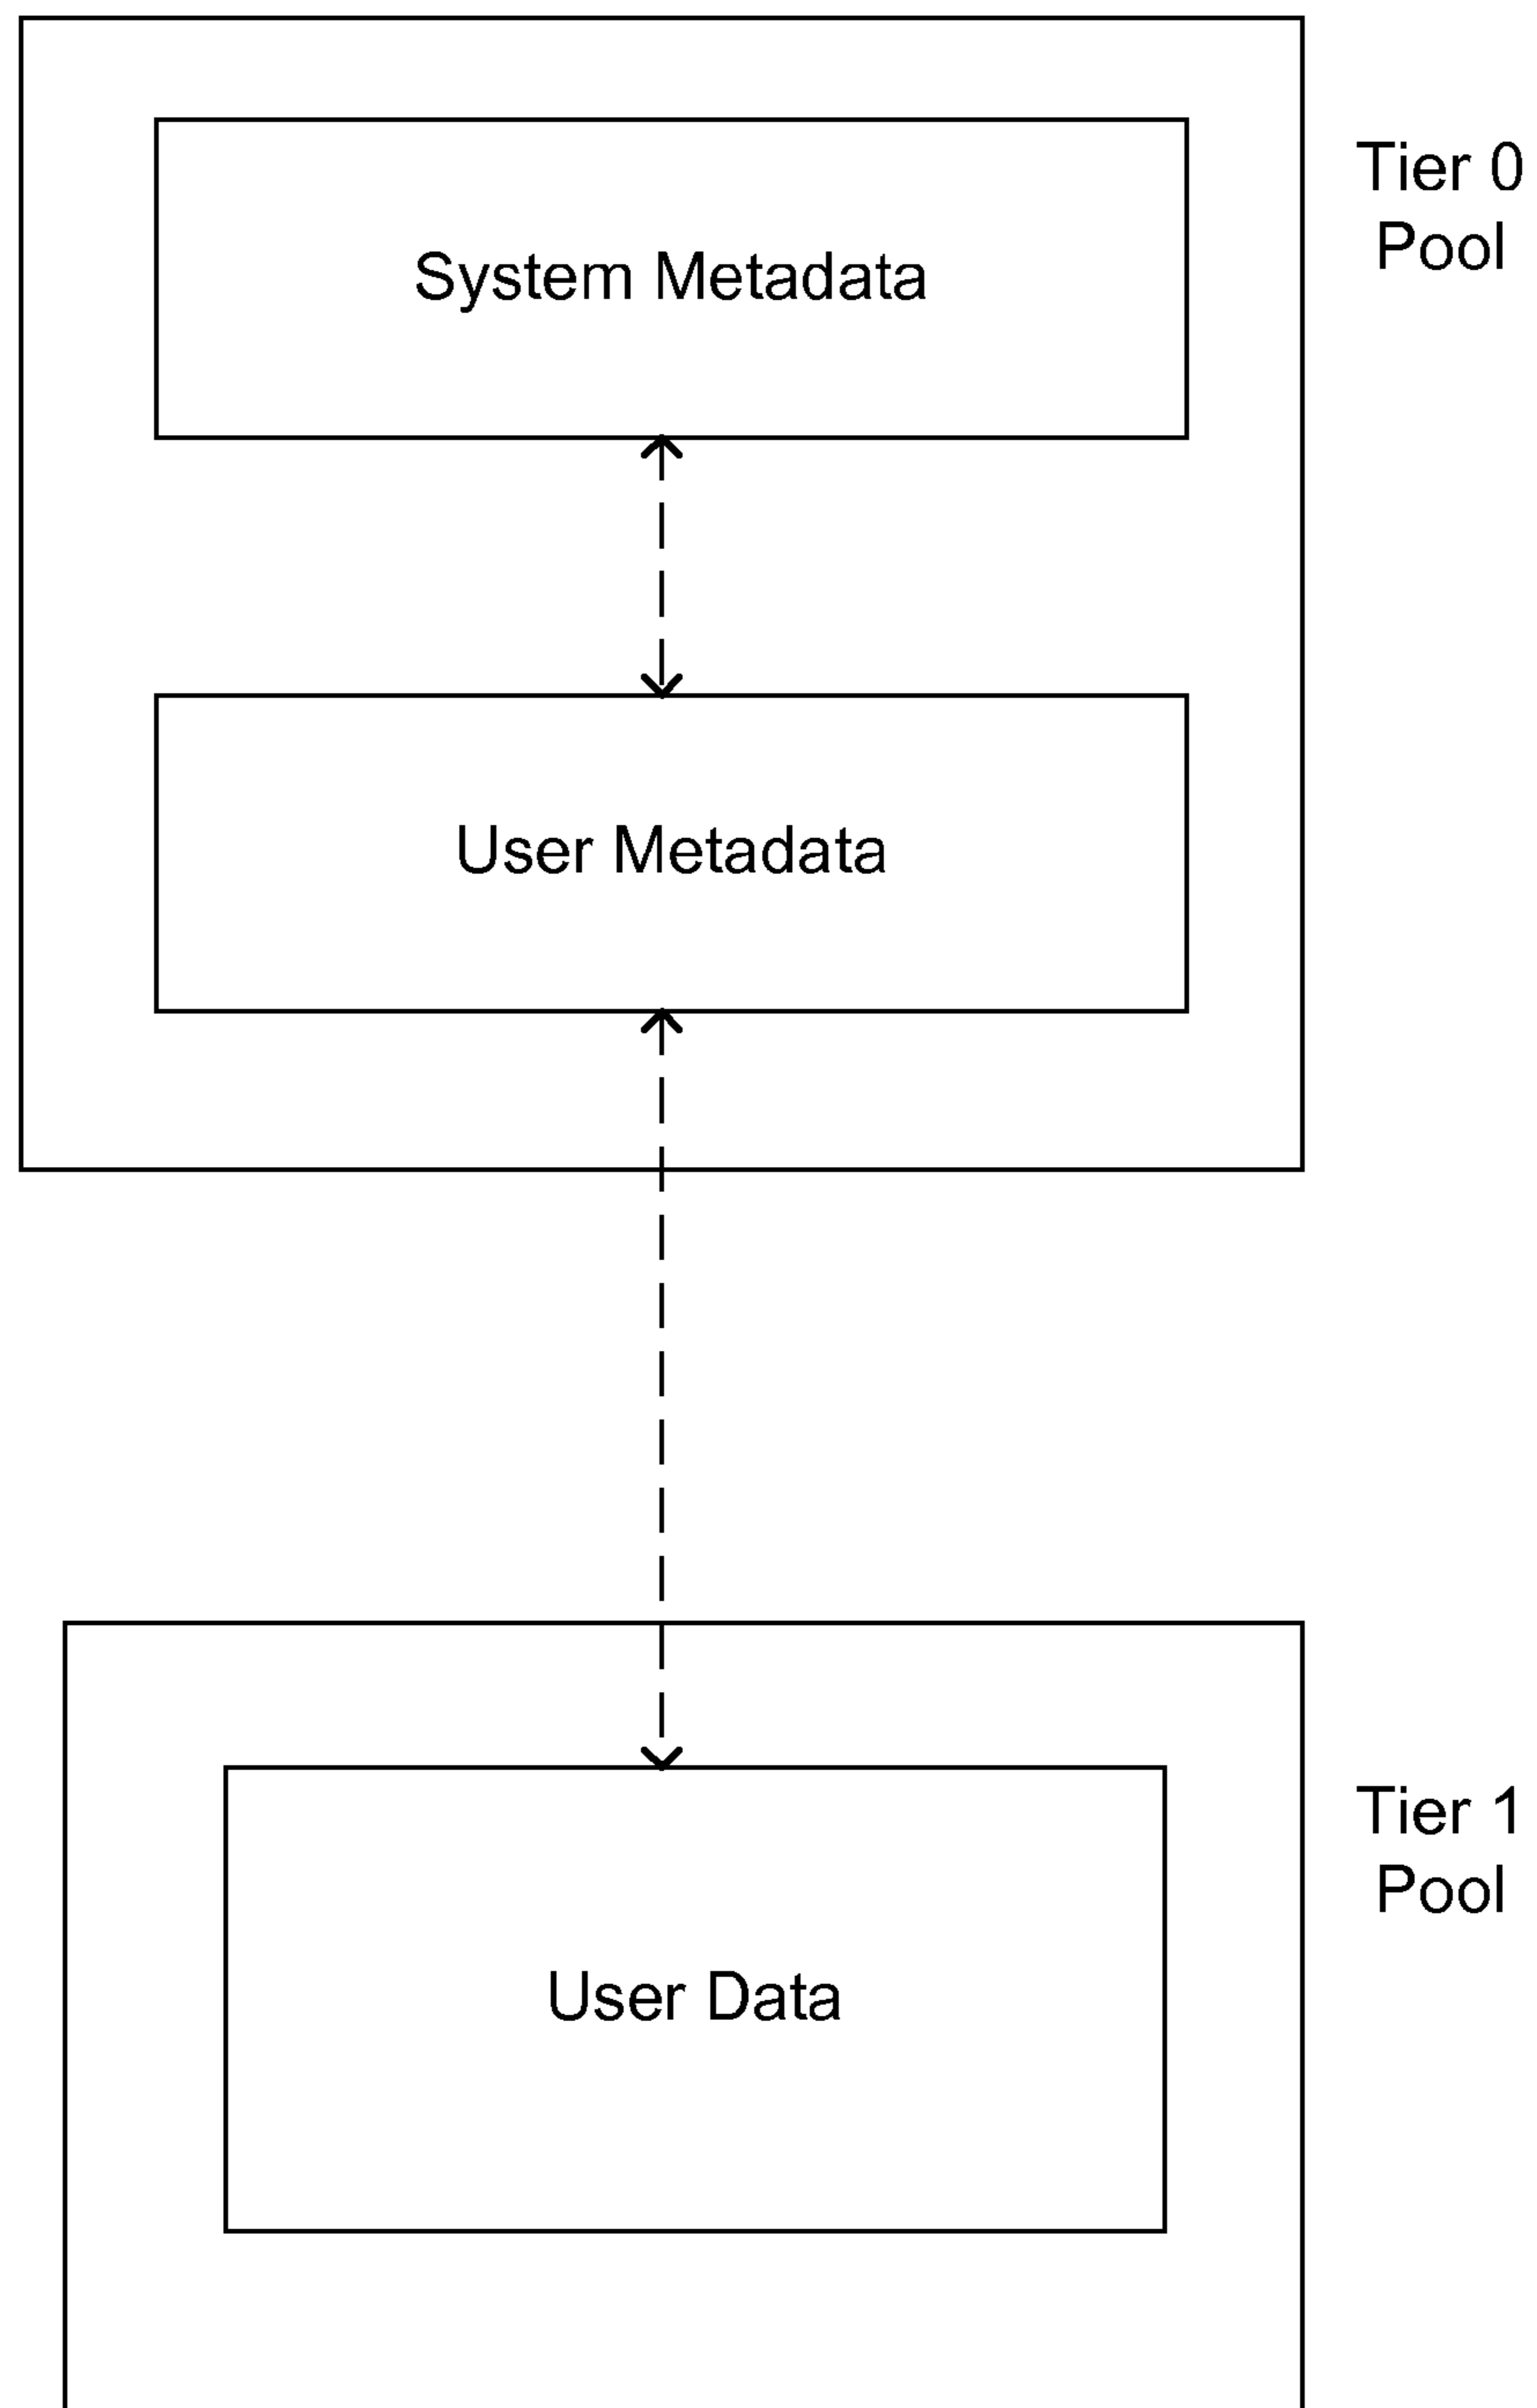 Tier 0
Pool
System Metadata
User Metadata
Tier 1
Pool
User Data